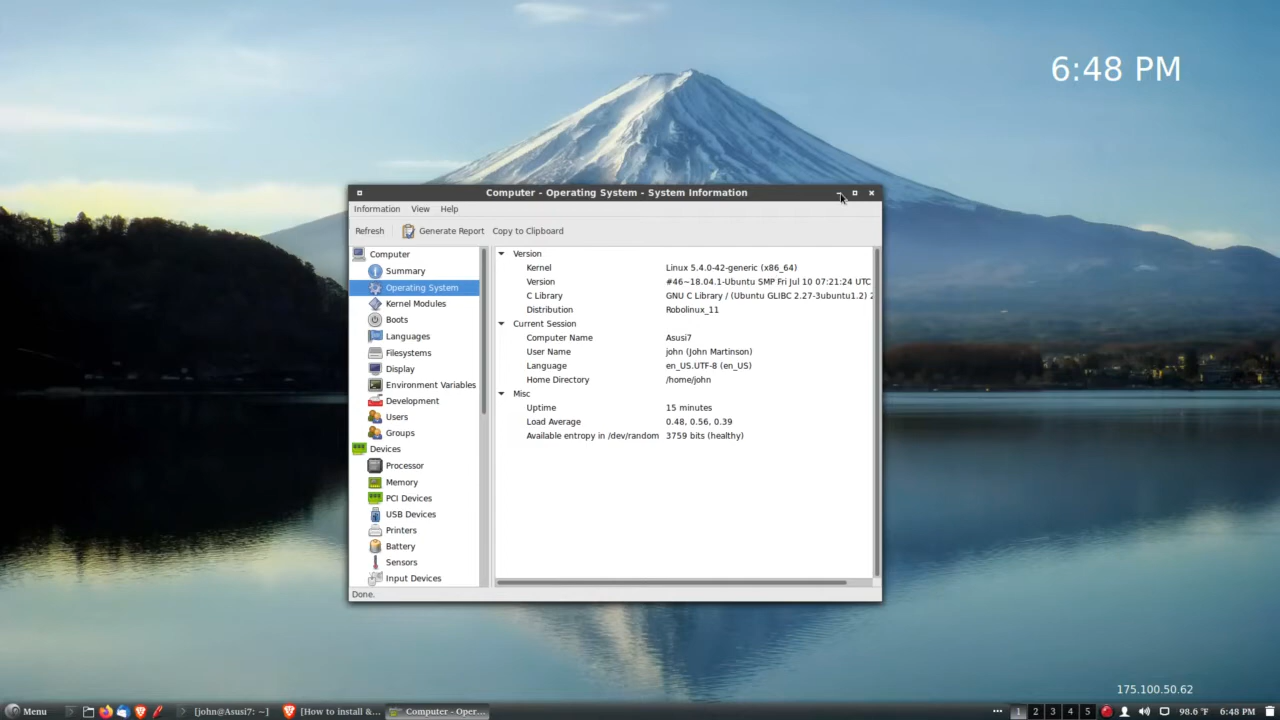 6:48 PM
Computer - Operating System - System Information
Information View Help
Refresh Generate Report Copy to Clipboard
Computer
Summary
Operating System
Kernel Modules
Boots
Languages
Filesystems
Display
Environment Variables
Development
Users
Groups
Devices
Processor
Memory
PCI Devices
USB Devices
Printers
Battery
Sensors
Input Devices
Version
Kernel Linux 5.4.0-42-generic (x86_64)
Version #46~18.04.1-Ubuntu SMP Fri Jul 10 07:21:24 UTC
C Library GNU C Library / (Ubuntu GLIBC 2.27-3ubuntu1.2) 2
Distribution Robolinux_11
Current Session
Computer Name Asusi7
User Name john (John Martinson)
Language en_US.UTF-8 (en_US)
Home Directory /home/john
Misc
Uptime 15 minutes
Load Average 0.48, 0.56, 0.39
Available entropy in /dev/random 3759 bits (healthy)
Done.
175.100.50.62
Menu [john@Asusi7: ~] [How to install &... Computer - Oper... 1 2 3 4 5 98.6 °F 6:48 PM